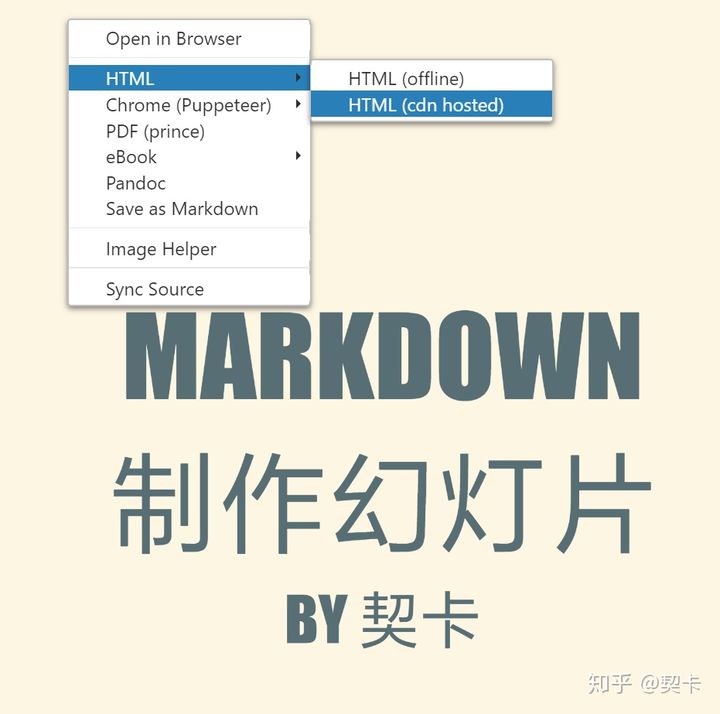 Open in Browser
HTML
HTML (offline)
Chrome (Puppeteer)
HTML (cdn hosted)
PDF (prince)
eBook
Pandoc
Save as Markdown
Image Helper
Sync Source
MARKDOWN
制作幻灯片
BY 契卡
知乎 @契卡